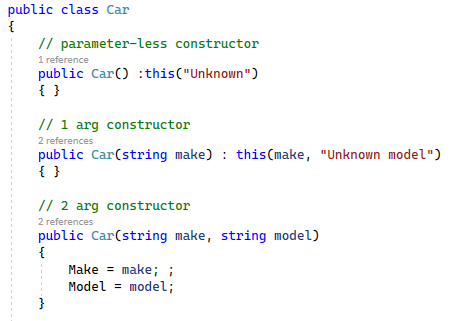 public class Car
{
// parameter-less constructor
1 reference
public Car() :this("Unknown")
{ }
// 1 arg constructor
2 references
public Car(string make) : this(make, "Unknown model")
{ }
// 2 arg constructor
2 references
public Car(string make, string model)
{
Make = make; ;
Model = model;
}